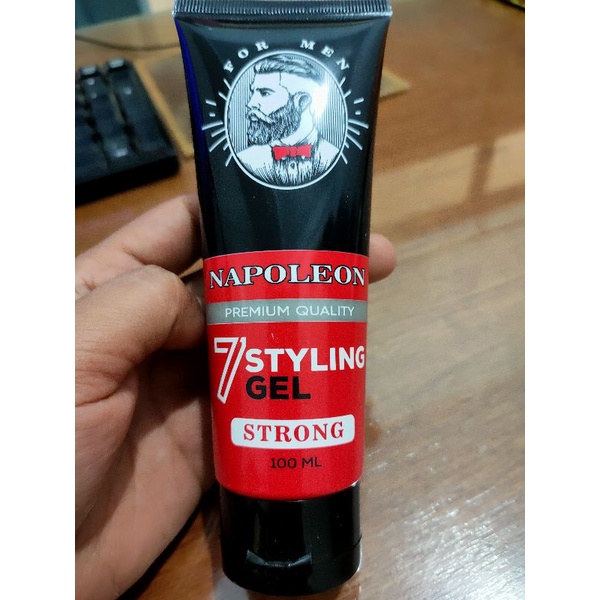 FOR MEN
NAPOLEON
PREMIUM QUALITY
7 STYLING
GEL
STRONG
100 ML